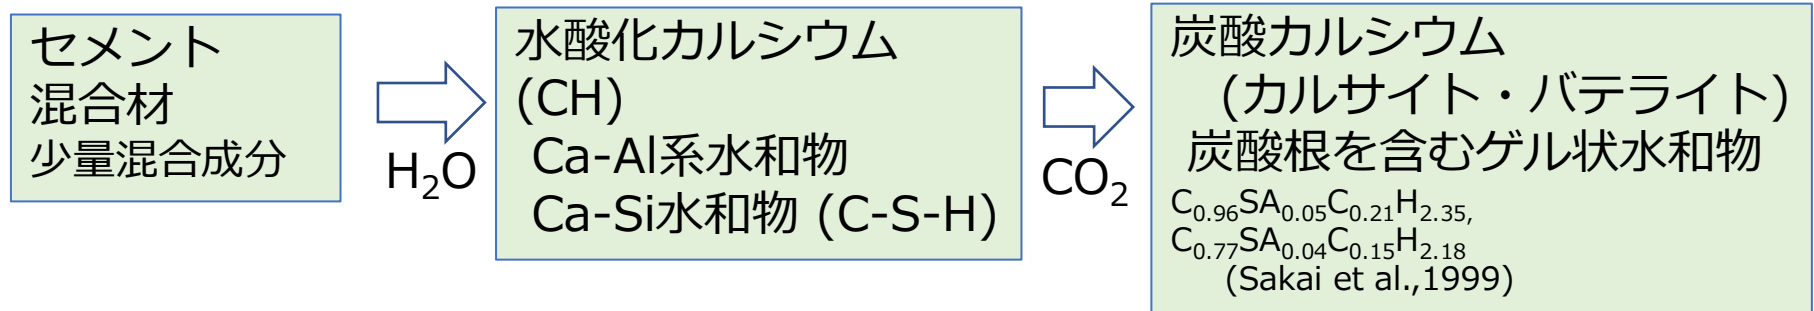 セメント
混合材
少量混合成分
H₂O
水酸化カルシウム
(CH)
Ca-Al系水和物
Ca-Si水和物 (C-S-H)
CO₂
炭酸カルシウム
(カルサイト・バテライト)
炭酸根を含むゲル状水和物
C₀.₉₆SA₀.₀₅C₀.₂₁H₂.₃₅,
C₀.₇₇SA₀.₀₄C₀.₁₅H₂.₁₈
(Sakai et al.,1999)